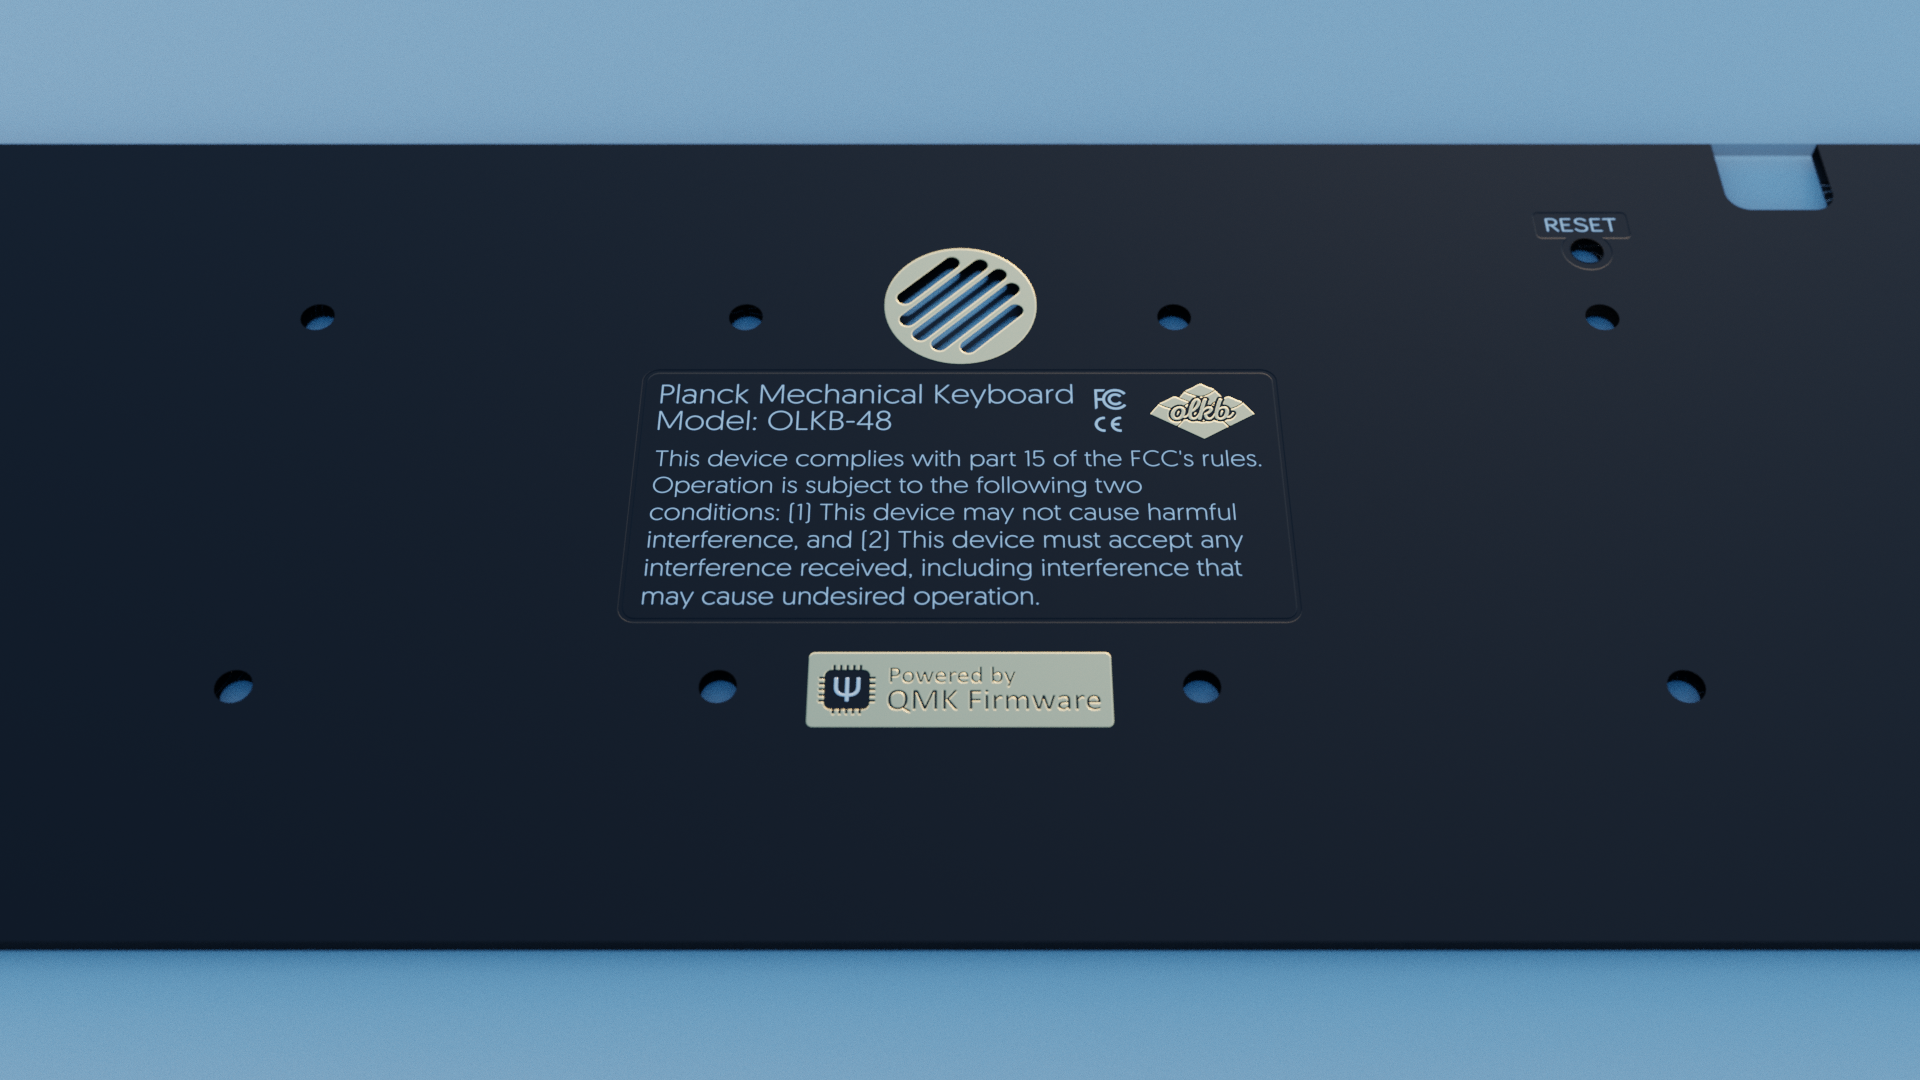 RESET
Planck Mechanical Keyboard
Model: OLKB-48
FC
CE
olkb
This device complies with part 15 of the FCC's rules.
Operation is subject to the following two
conditions: (1) This device may not cause harmful
interference, and (2) This device must accept any
interference received, including interference that
may cause undesired operation.
Powered by
QMK Firmware